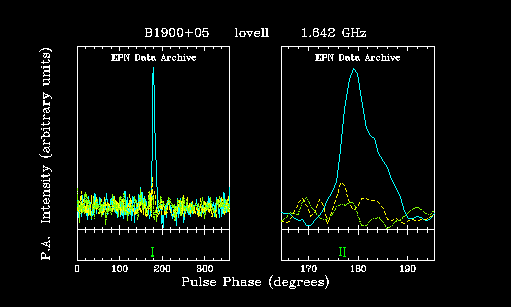 B1900+05 lovell 1.642 GHz
EPN Data Archive EPN Data Archive
P.A. Intensity (arbitrary units)
I II
0 100 200 300 170 180 190
Pulse Phase (degrees)